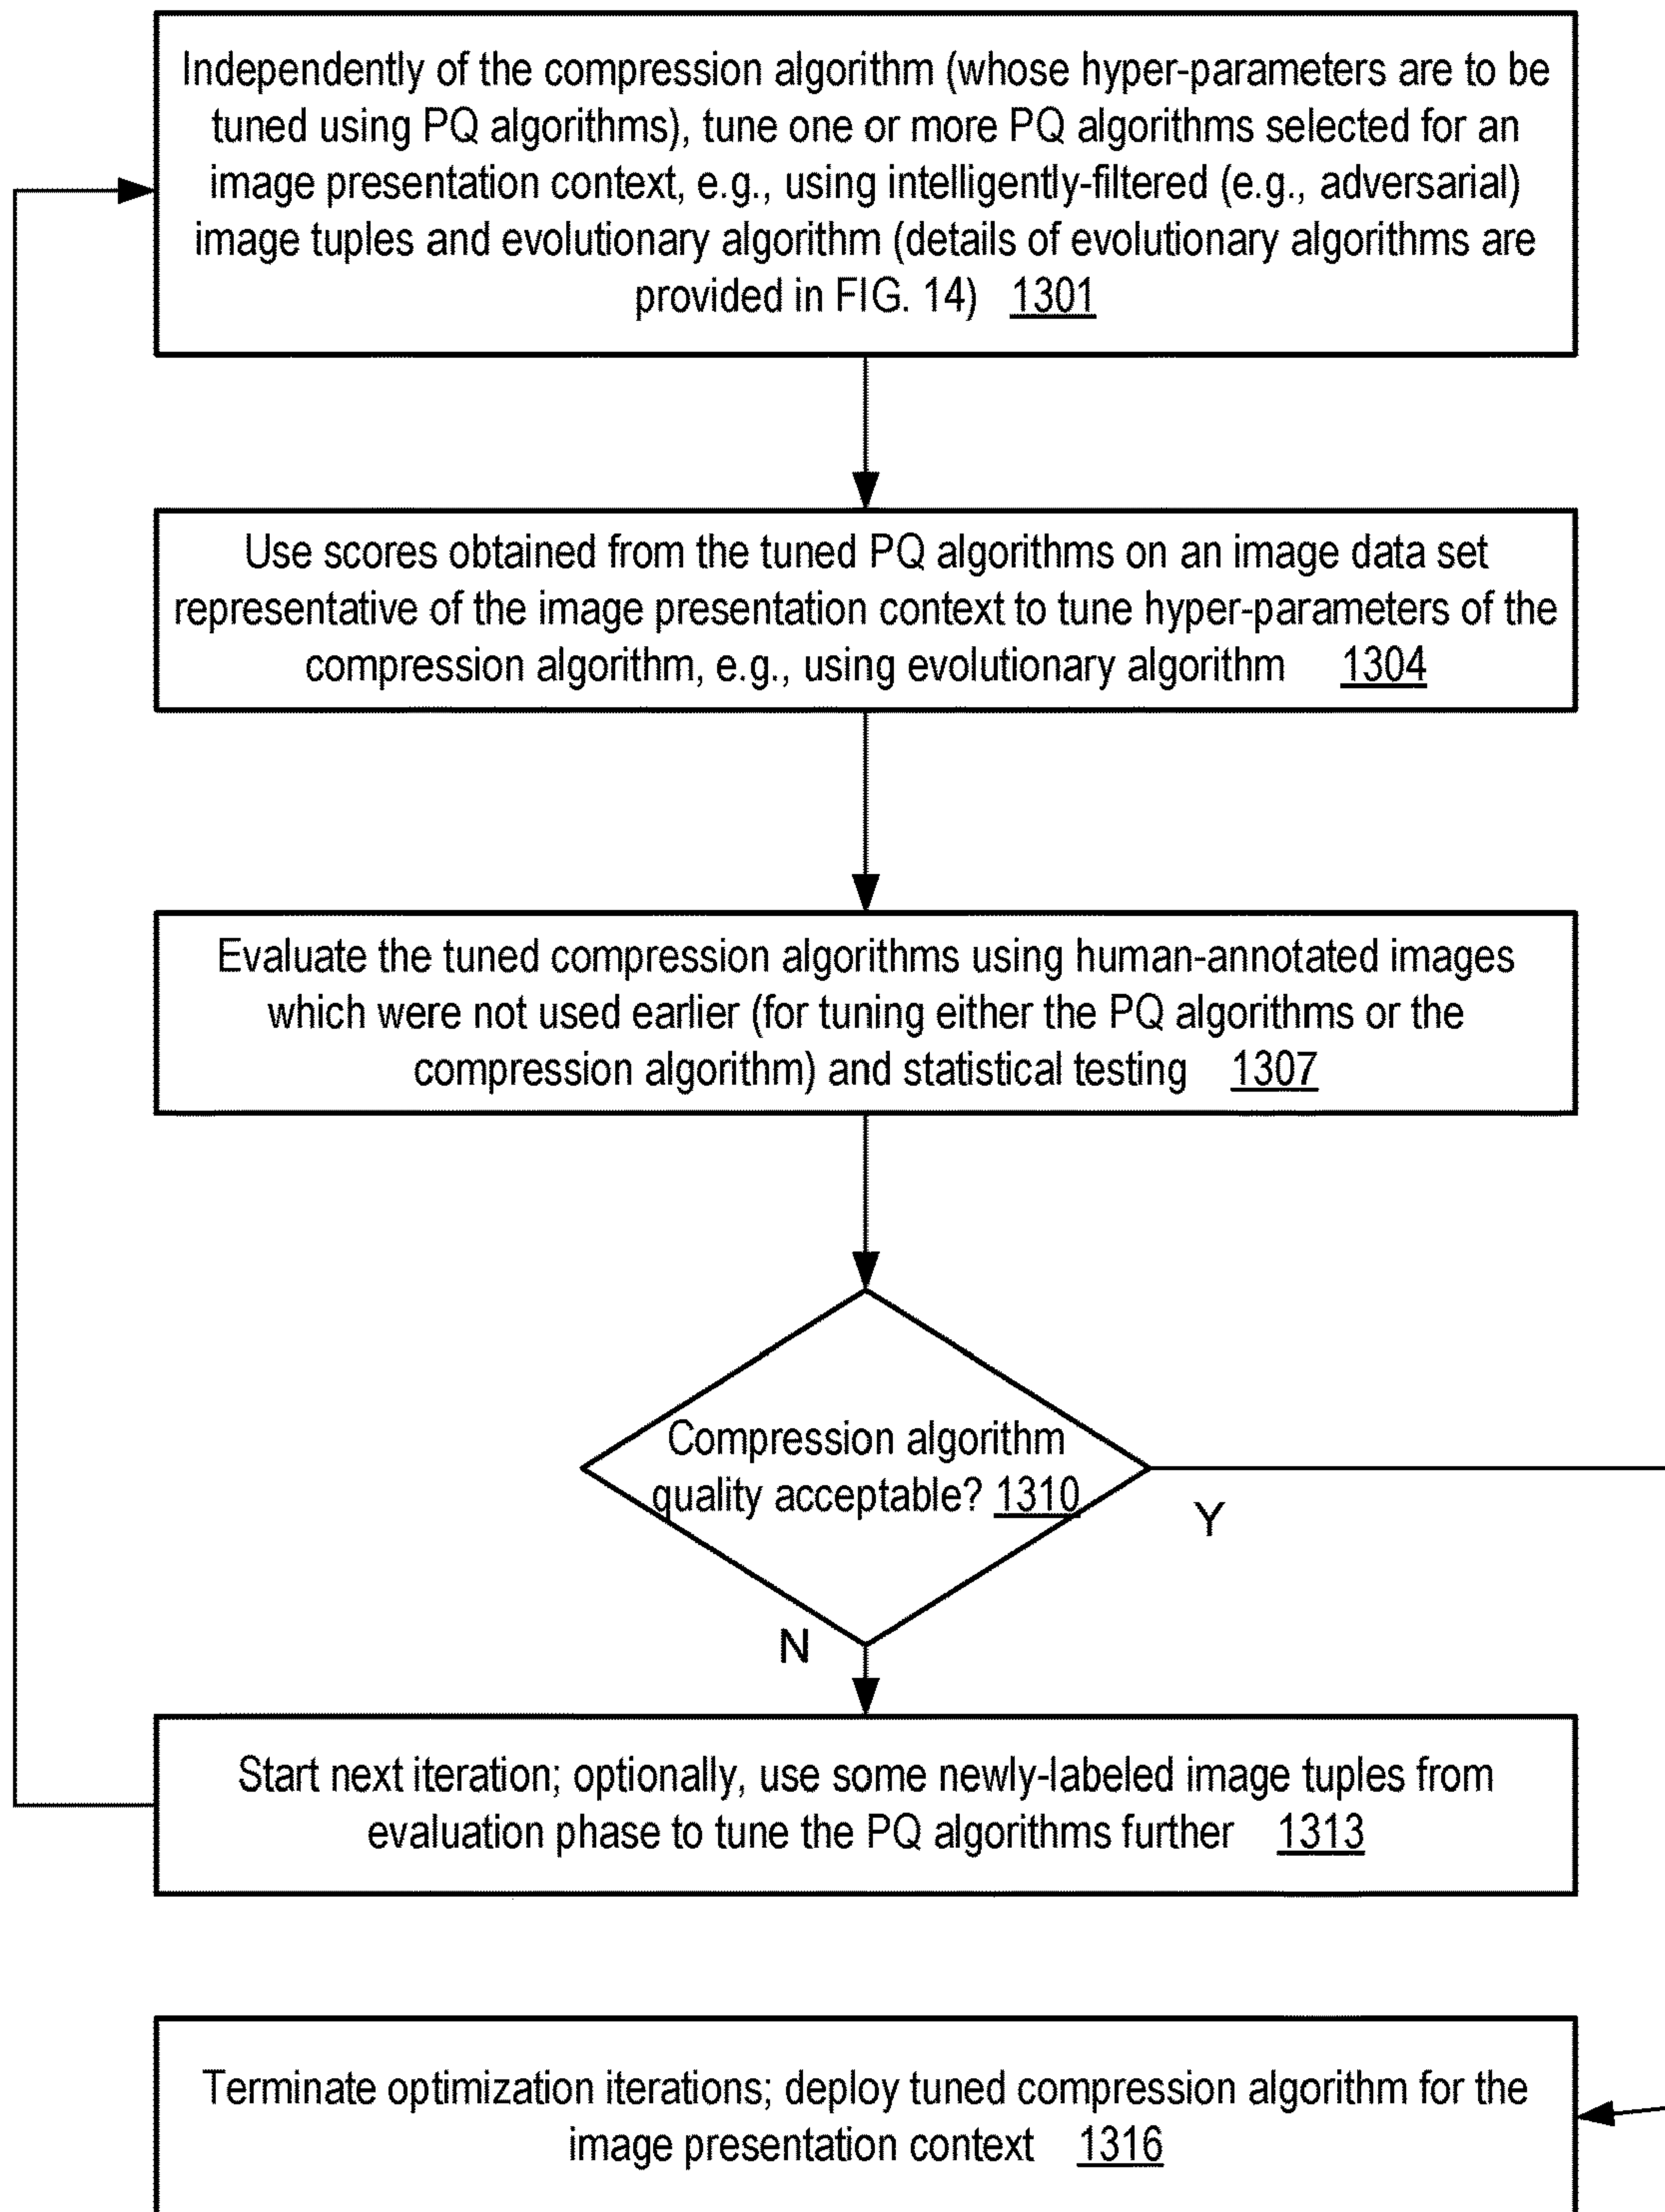 Independently of the compression algorithm (whose hyper-parameters are to be
tuned using PQ algorithms), tune one or more PQ algorithms selected for an
image presentation context, e.g., using intelligently-filtered (e.g., adversarial)
image tuples and evolutionary algorithm (details of evolutionary algorithms are
provided in FIG. 14) 1301
Use scores obtained from the tuned PQ algorithms on an image data set
representative of the image presentation context to tune hyper-parameters of the
compression algorithm, e.g., using evolutionary algorithm 1304
Evaluate the tuned compression algorithms using human-annotated images
which were not used earlier (for tuning either the PQ algorithms or the
compression algorithm) and statistical testing 1307
Compression algorithm
quality acceptable? 1310
Y
N
Start next iteration; optionally, use some newly-labeled image tuples from
evaluation phase to tune the PQ algorithms further 1313
Terminate optimization iterations; deploy tuned compression algorithm for the
image presentation context 1316